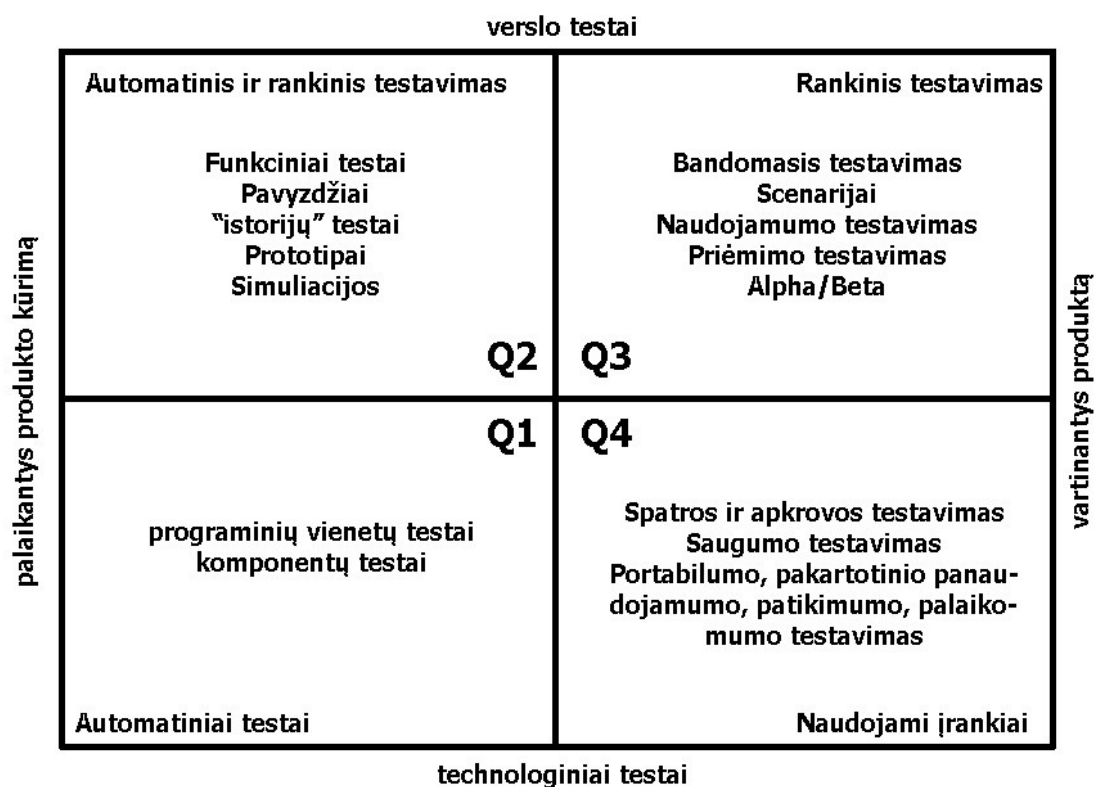 verslo testai
palaikantys produkto kūrimą
Automatinis ir rankinis testavimas
Funkciniai testai
Pavyzdžiai
“istorijų” testai
Prototipai
Simuliacijos
Q2
Rankinis testavimas
Bandomasis testavimas
Scenarijai
Naudojamumo testavimas
Priėmimo testavimas
Alpha/Beta
Q3
Q1
programinių vienetų testai
komponentų testai
Automatiniai testai
Q4
Spatros ir apkrovos testavimas
Saugumo testavimas
Portabilumo, pakartotinio panau-
dojamumo, patikimumo, palaiko-
mumo testavimas
Naudojami įrankiai
vartinantys produktą
technologiniai testai